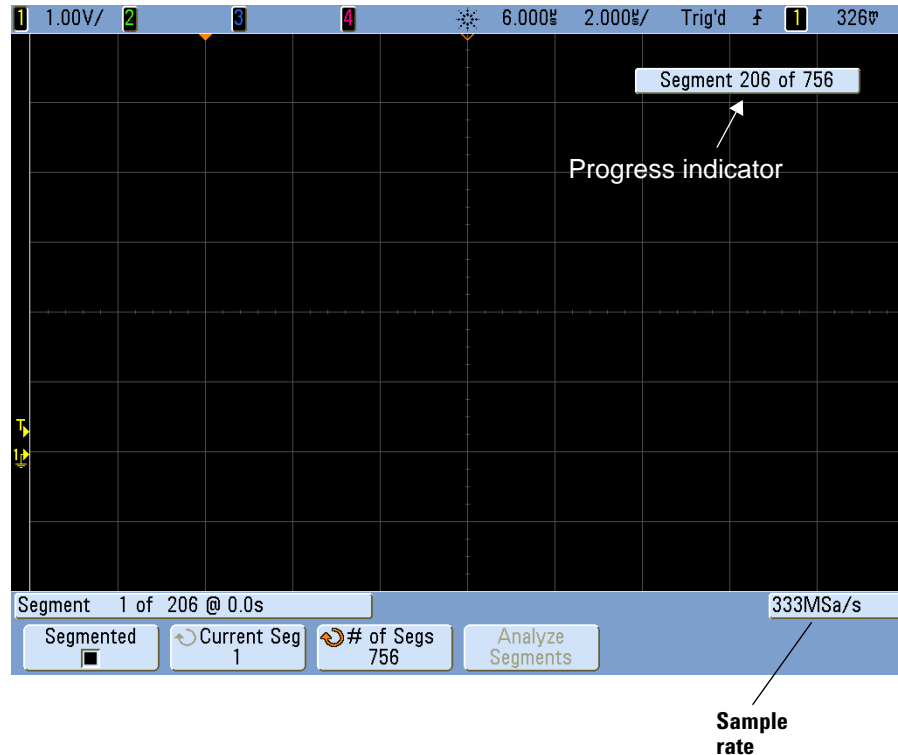 1 1.00V/ 2 3 4 6.000µs 2.000µs/ Trig'd 1 326mV
Segment 206 of 756
Progress indicator
T
1
Segment 1 of 206 @ 0.0s 333MSa/s
Segmented
Current Seg
1
# of Segs
756
Analyze
Segments
Sample
rate